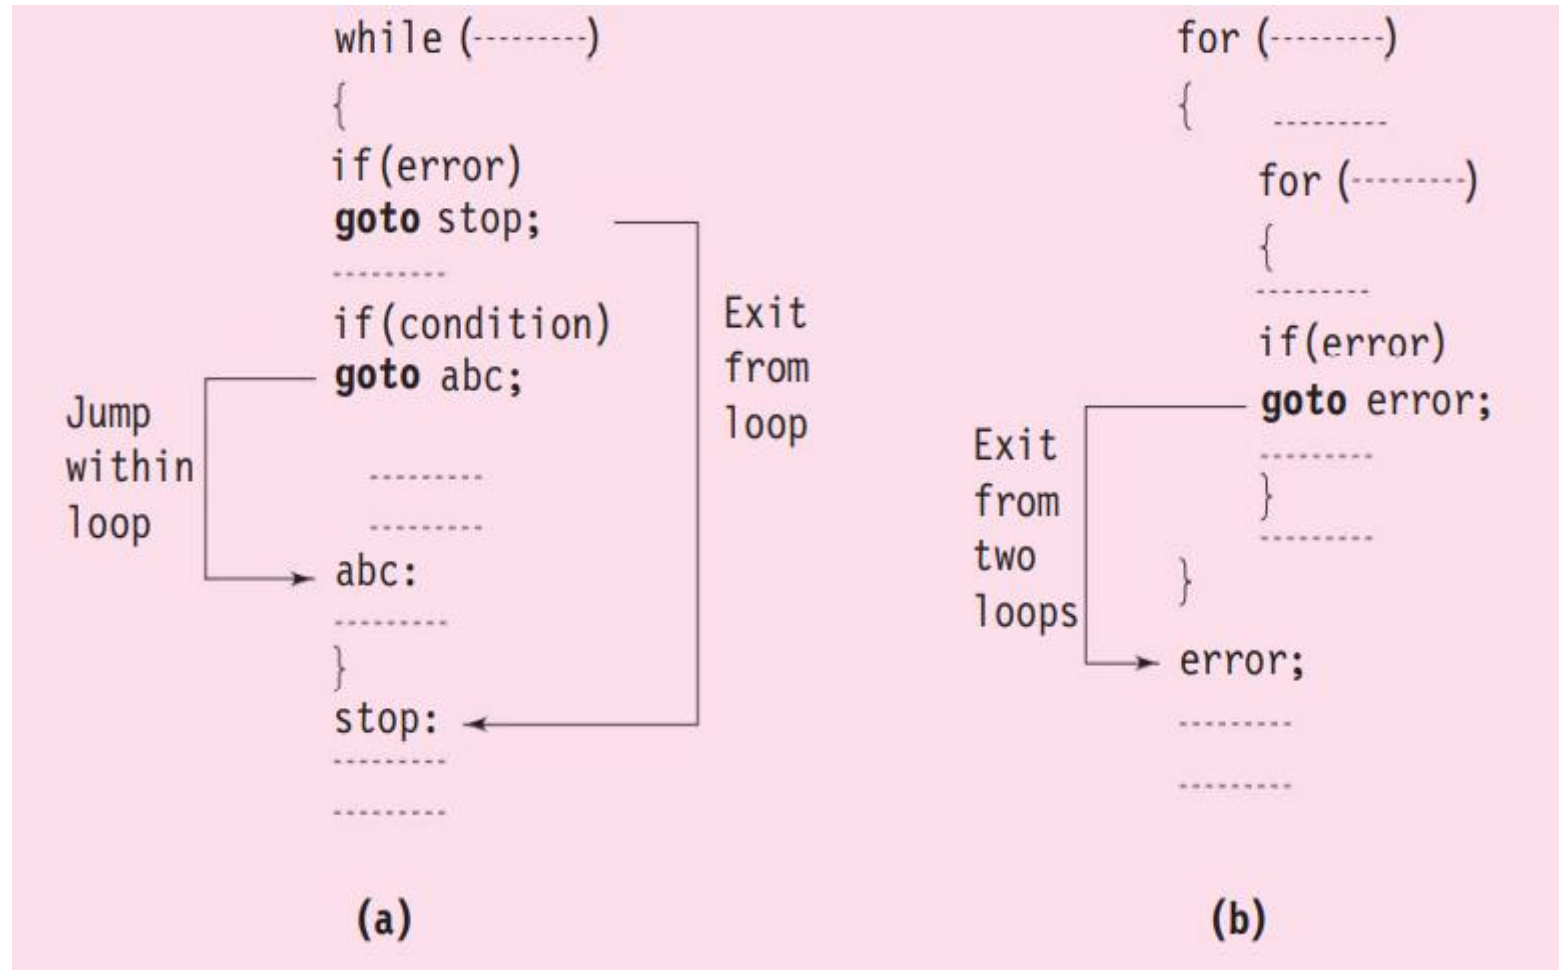 while (---------)
{
if(error)
goto stop;
---------
if(condition)
goto abc;
Jump
within
loop
Exit
from
loop
---------
---------
abc:
---------
}
stop:
---------
---------
(a)
for (---------)
{ ---------
for (---------)
{
---------
if(error)
goto error;
Exit
from
two
loops
---------
}
---------
}
error;
---------
---------
(b)